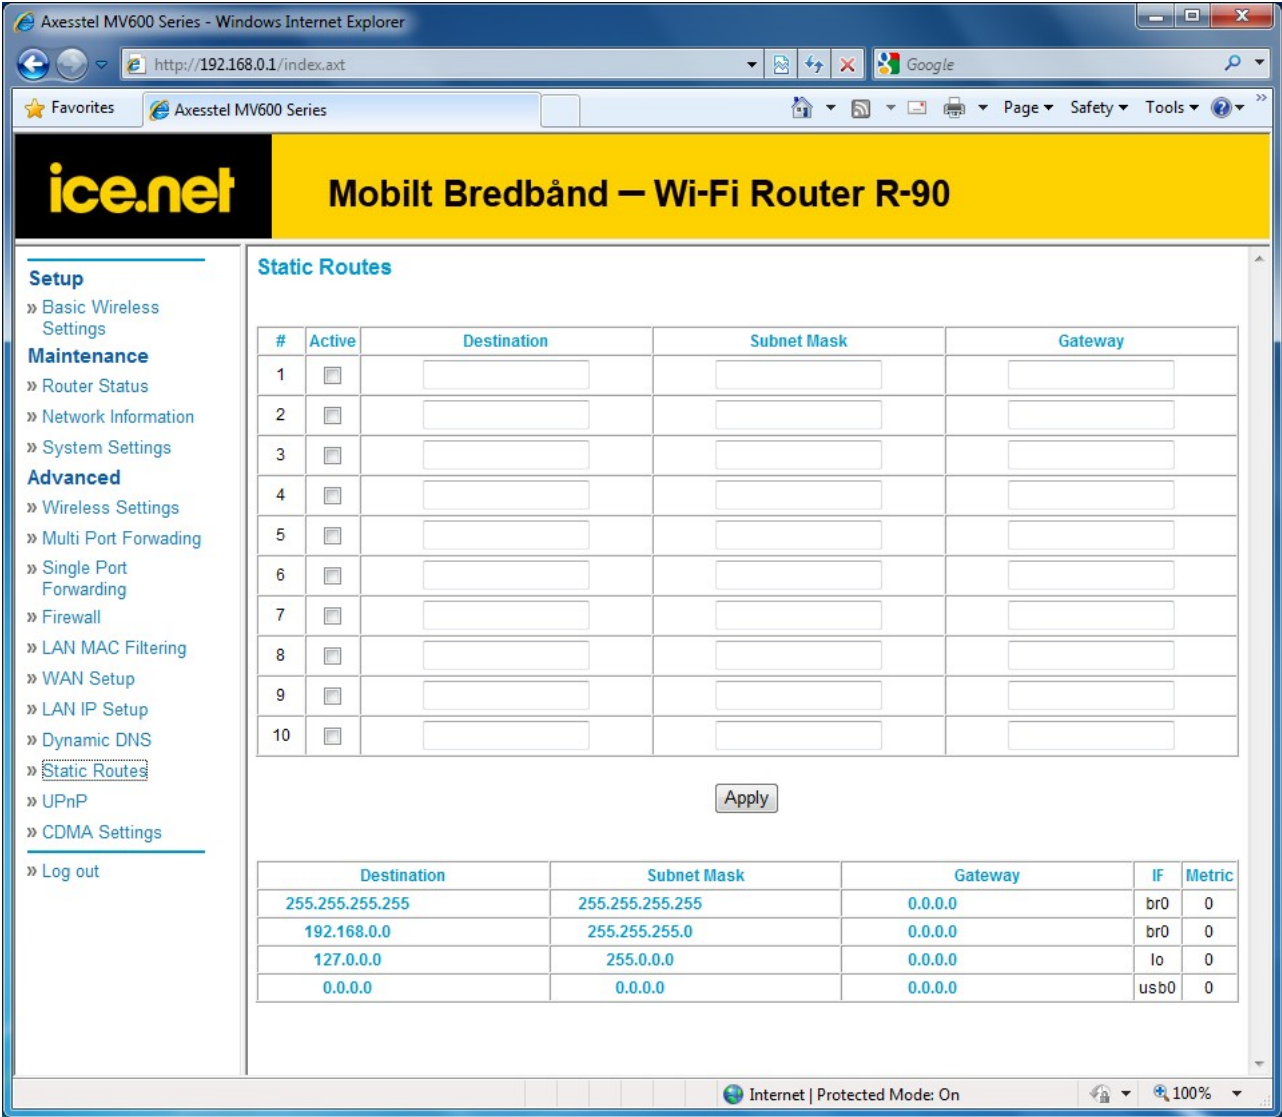 Axesstel MV600 Series - Windows Internet Explorer
http://192.168.0.1/index.axt
Google
Favorites
Axesstel MV600 Series
Page
Safety
Tools
»
ice.net
Mobilt Bredbånd – Wi-Fi Router R-90
Setup
» Basic Wireless
Settings
Maintenance
» Router Status
» Network Information
» System Settings
Advanced
» Wireless Settings
» Multi Port Forwading
» Single Port
Forwarding
» Firewall
» LAN MAC Filtering
» WAN Setup
» LAN IP Setup
» Dynamic DNS
» Static Routes
» UPnP
» CDMA Settings
» Log out
Static Routes
# Active Destination Subnet Mask Gateway
1
2
3
4
5
6
7
8
9
10
Apply
Destination Subnet Mask Gateway IF Metric
255.255.255.255 255.255.255.255 0.0.0.0 br0 0
192.168.0.0 255.255.255.0 0.0.0.0 br0 0
127.0.0.0 255.0.0.0 0.0.0.0 lo 0
0.0.0.0 0.0.0.0 0.0.0.0 usb0 0
Internet | Protected Mode: On
100%